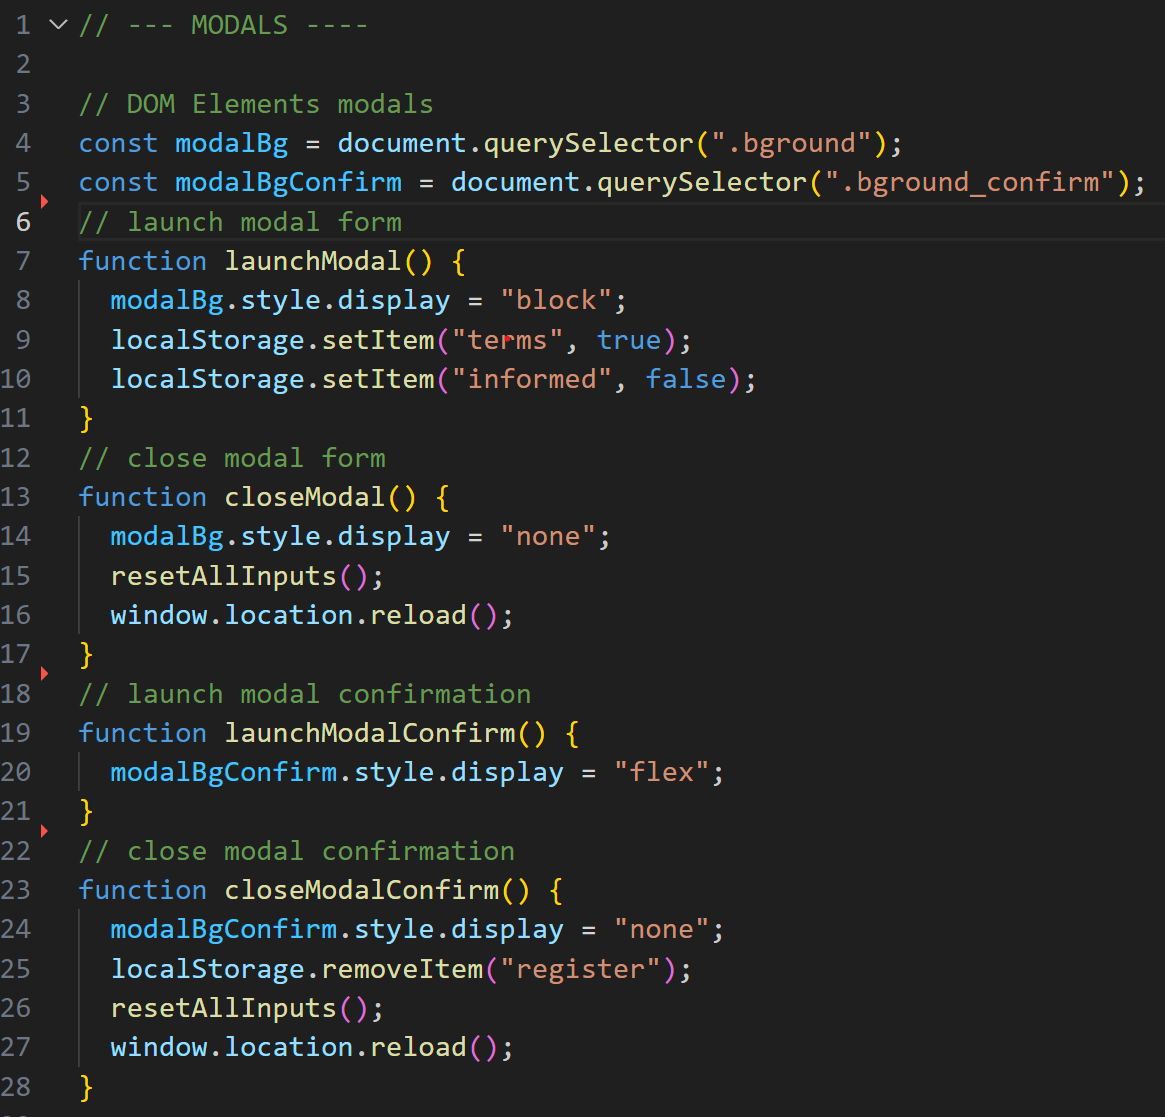 1 // --- MODALS ----
2
3 // DOM Elements modals
4 const modalBg = document.querySelector(".bground");
5 const modalBgConfirm = document.querySelector(".bground_confirm");
6 // launch modal form
7 function launchModal() {
8   modalBg.style.display = "block";
9   localStorage.setItem("terms", true);
10   localStorage.setItem("informed", false);
11 }
12 // close modal form
13 function closeModal() {
14   modalBg.style.display = "none";
15   resetAllInputs();
16   window.location.reload();
17 }
18 // launch modal confirmation
19 function launchModalConfirm() {
20   modalBgConfirm.style.display = "flex";
21 }
22 // close modal confirmation
23 function closeModalConfirm() {
24   modalBgConfirm.style.display = "none";
25   localStorage.removeItem("register");
26   resetAllInputs();
27   window.location.reload();
28 }